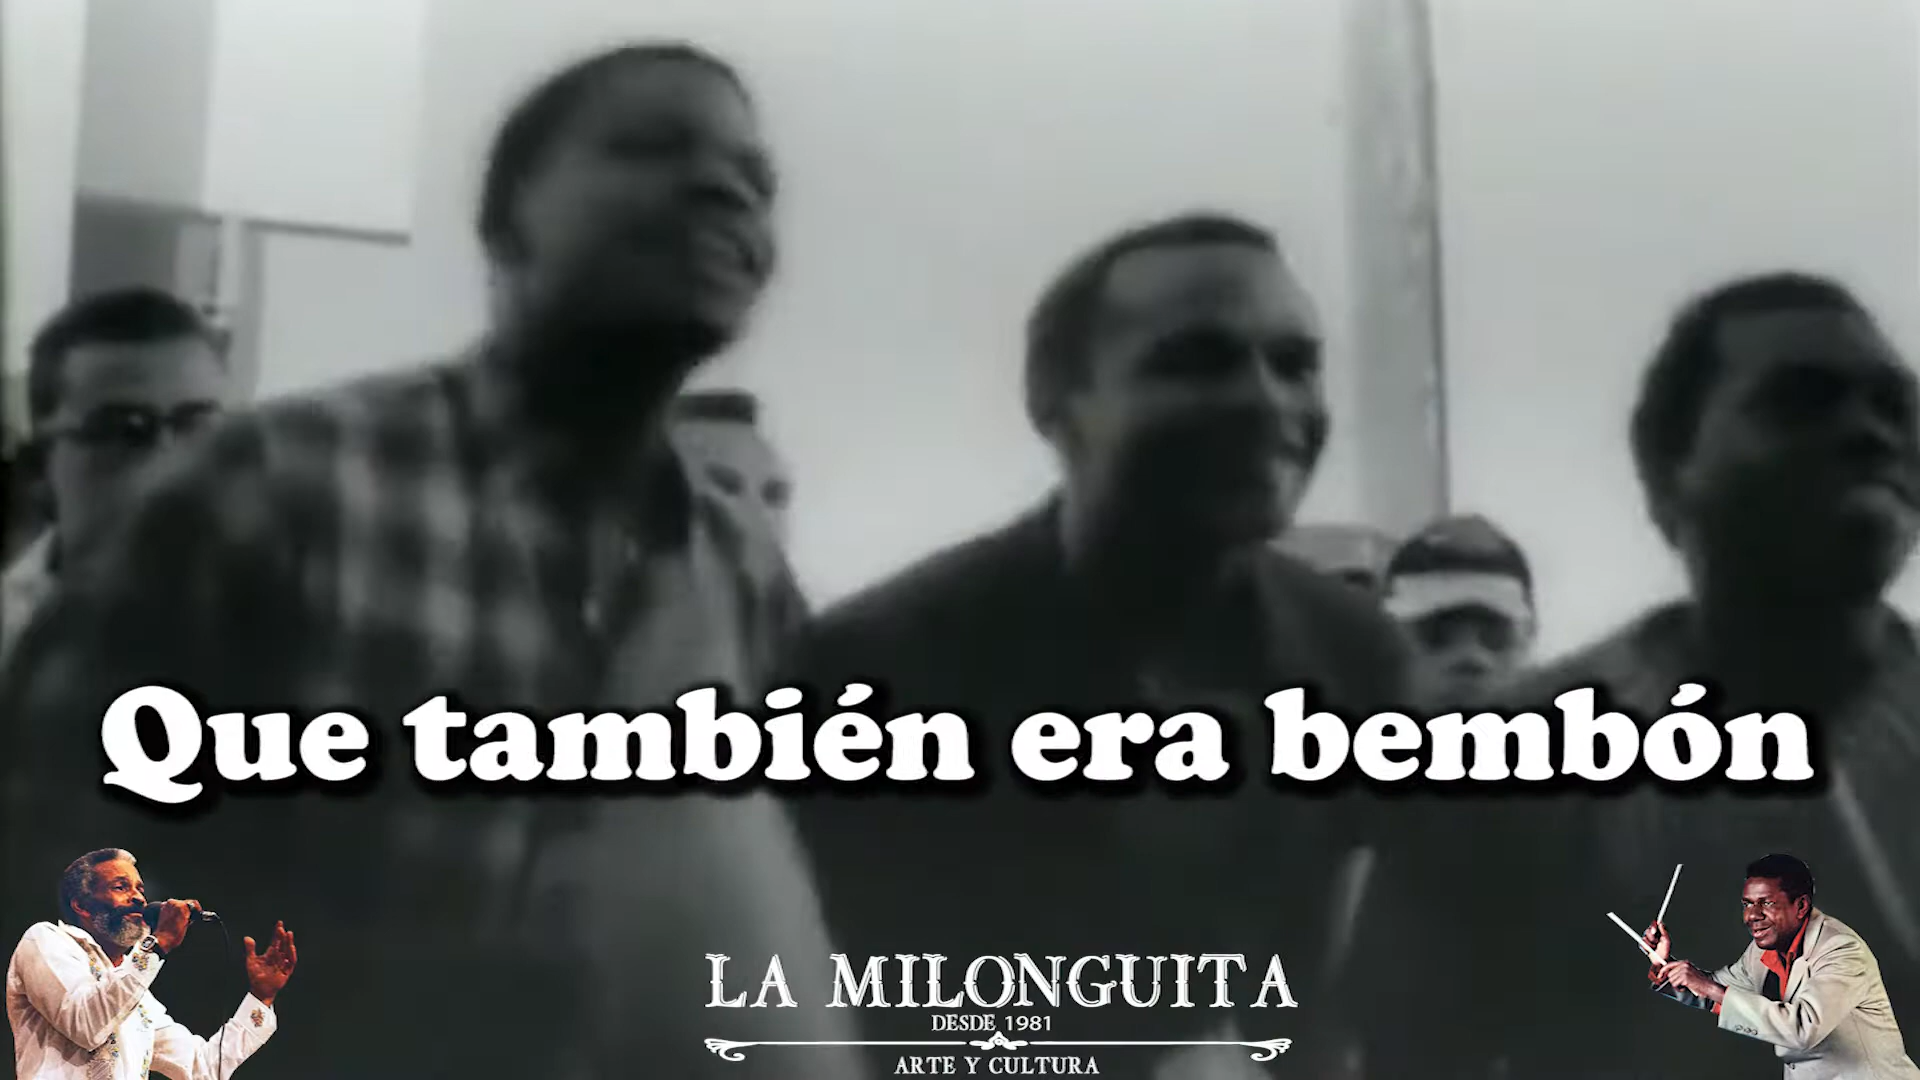 Que también era bembón
LA MILONGUITA
DESDE 1981
ARTE Y CULTURA